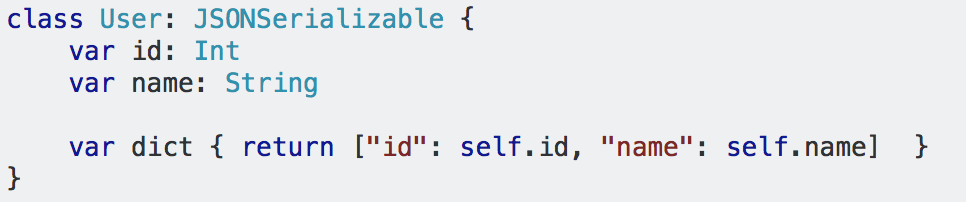 class User: JSONSerializable {
    var id: Int
    var name: String

    var dict { return ["id": self.id, "name": self.name]  }
}